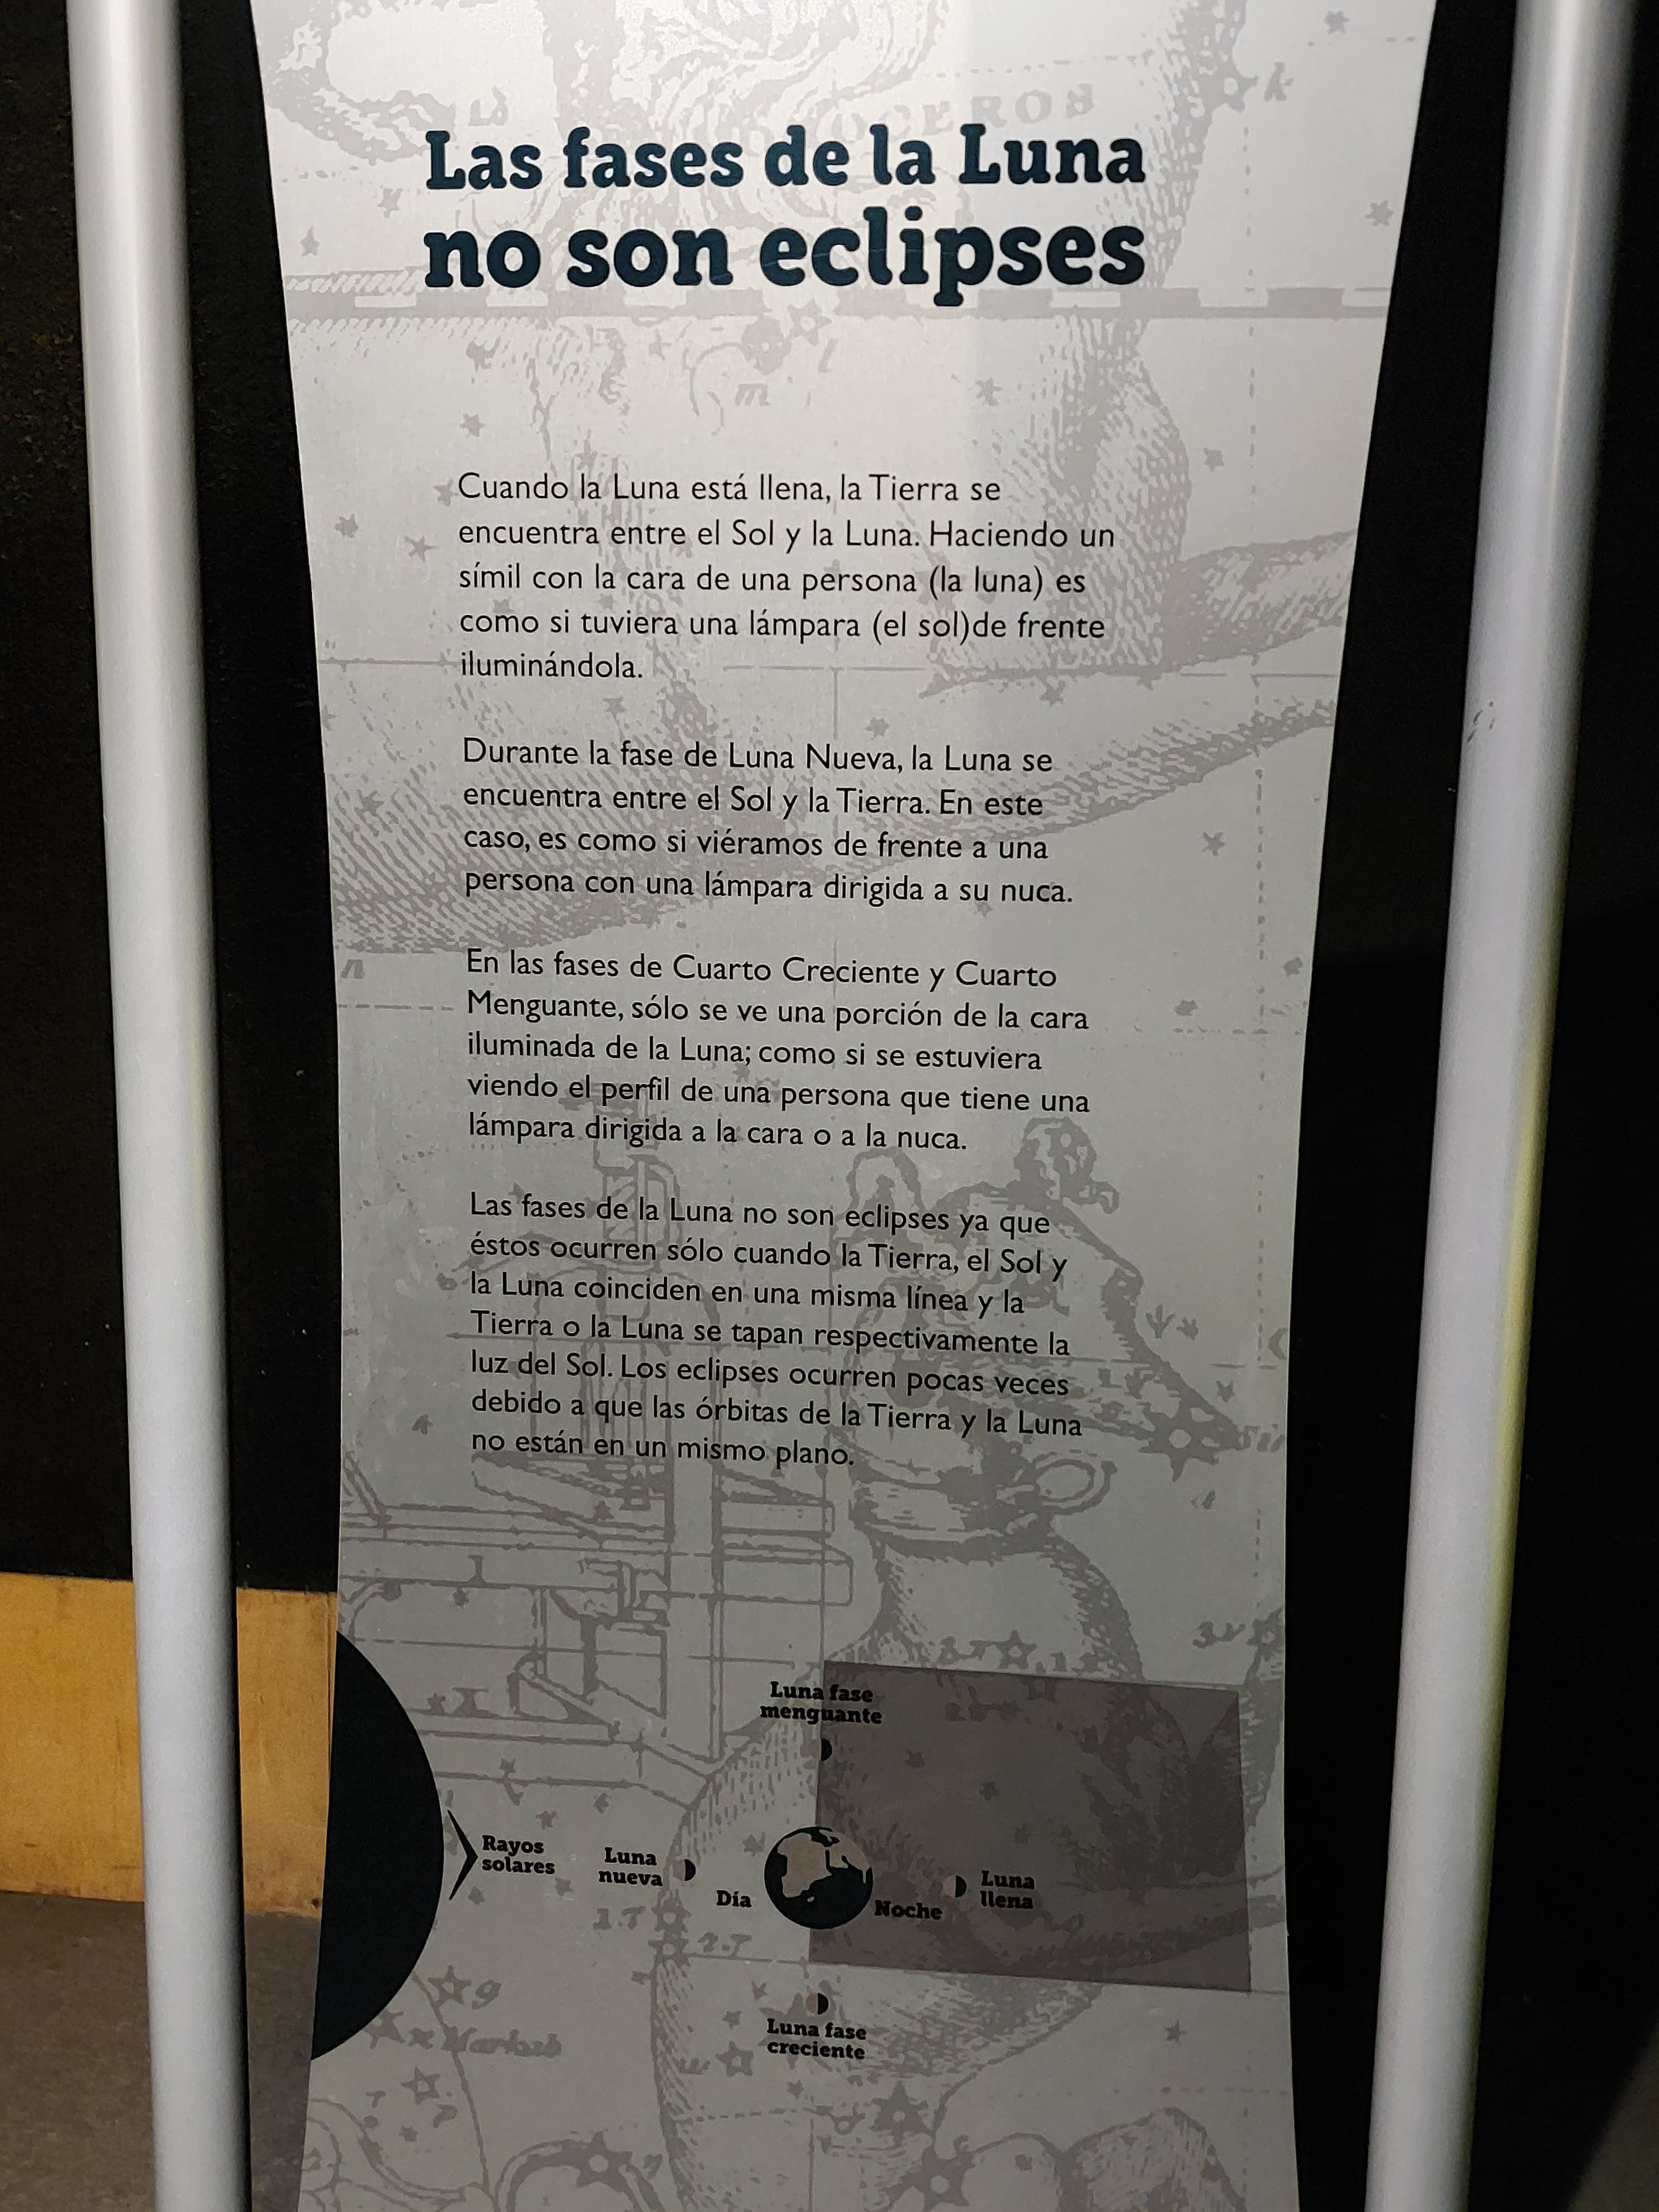 Las fases de la Luna
no son eclipses
Cuando la Luna está llena, la Tierra se
encuentra entre el Sol y la Luna. Haciendo un
símil con la cara de una persona (la luna) es
como si tuviera una lámpara (el sol)de frente
iluminándola.
Durante la fase de Luna Nueva, la Luna se
encuentra entre el Sol y la Tierra. En este
caso, es como si viéramos de frente a una
persona con una lámpara dirigida a su nuca.
En las fases de Cuarto Creciente y Cuarto
Menguante, sólo se ve una porción de la cara
iluminada de la Luna; como si se estuviera
viendo el perfil de una persona que tiene una
lámpara dirigida a la cara o a la nuca.
Las fases de la Luna no son eclipses ya que
éstos ocurren sólo cuando la Tierra, el Sol y
la Luna coinciden en una misma línea y la
Tierra o la Luna se tapan respectivamente la
luz del Sol. Los eclipses ocurren pocas veces
debido a que las órbitas de la Tierra y la Luna
no están en un mismo plano.
Luna fase
menguante
Rayos
solares
Luna
nueva
Día
Noche
Luna
llena
Luna fase
creciente